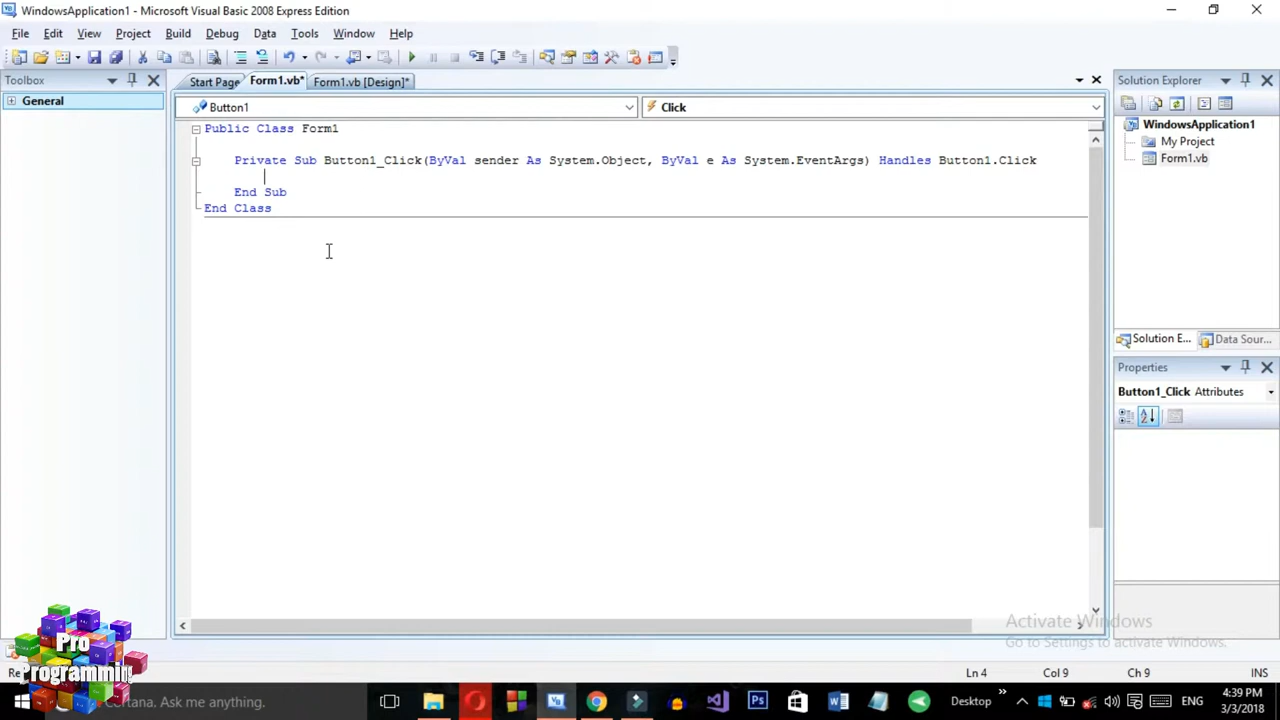 WindowsApplication1 - Microsoft Visual Basic 2008 Express Edition
File Edit View Project Build Debug Data Tools Window Help
Toolbox
General
Start Page Form1.vb* Form1.vb [Design]*
Button1
Click
Public Class Form1
Private Sub Button1_Click(ByVal sender As System.Object, ByVal e As System.EventArgs) Handles Button1.Click
End Sub
End Class
Solution Explorer
WindowsApplication1
My Project
Form1.vb
Solution E... Data Sour...
Properties
Button1_Click Attributes
Activate Windows
Go to Settings to activate Windows.
Pro
Programming
Ln 4 Col 9 Ch 9 INS
Cortana. Ask me anything.
Desktop
ENG
4:39 PM
3/3/2018